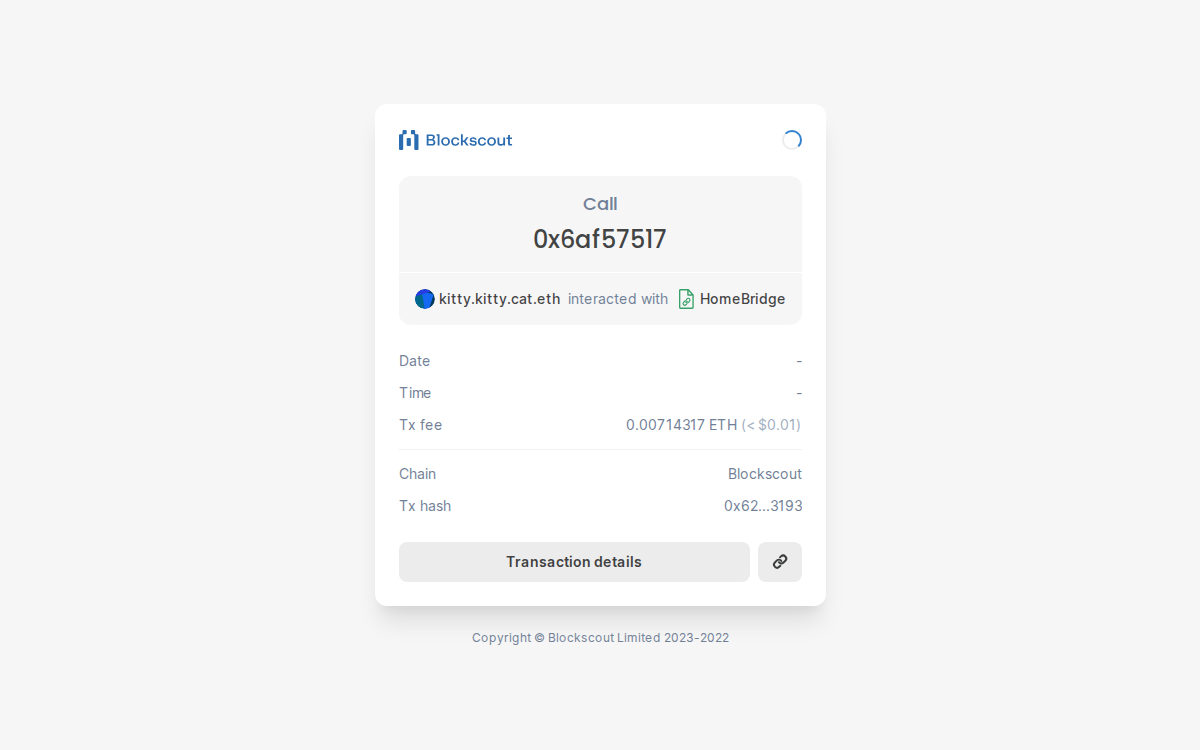 Blockscout
Call
0x6af57517
kitty.kitty.cat.eth interacted with HomeBridge
Date -
Time -
Tx fee 0.00714317 ETH (< $0.01)
Chain Blockscout
Tx hash 0x62...3193
Transaction details
Copyright © Blockscout Limited 2023-2022